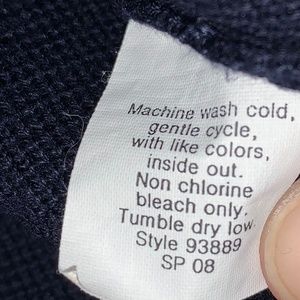 Machine wash cold,
gentle cycle,
with like colors,
inside out.
Non chlorine
bleach only.
Tumble dry low.
Style 93889
SP 08